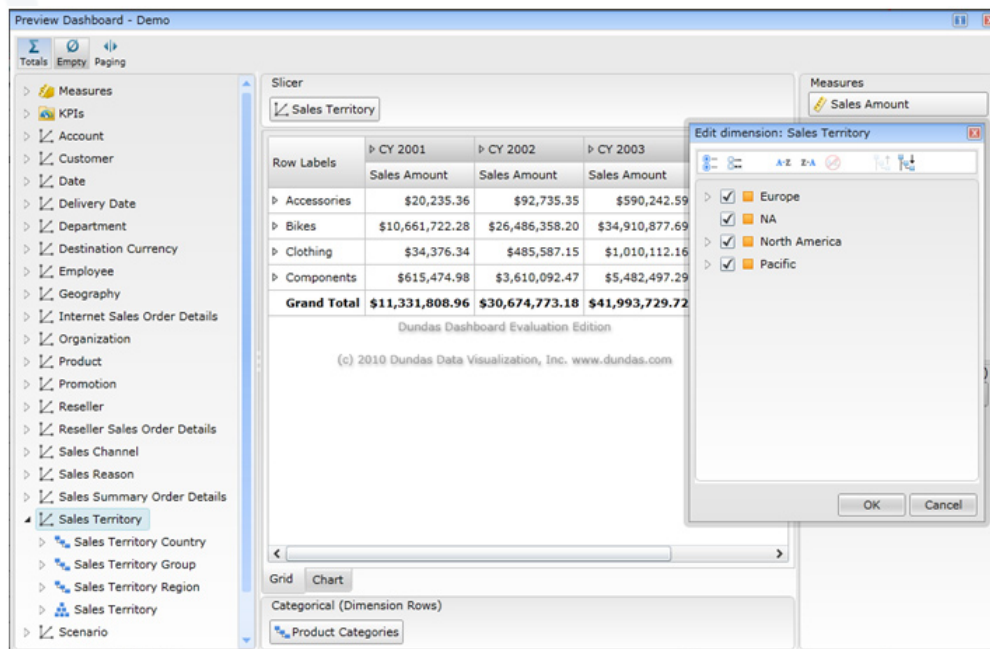 Preview Dashboard - Demo
Totals Empty Paging
Measures
KPIs
Account
Customer
Date
Delivery Date
Department
Destination Currency
Employee
Geography
Internet Sales Order Details
Organization
Product
Promotion
Reseller
Reseller Sales Order Details
Sales Channel
Sales Reason
Sales Summary Order Details
Sales Territory
Sales Territory Country
Sales Territory Group
Sales Territory Region
Sales Territory
Scenario
Slicer
Sales Territory
Row Labels CY 2001 CY 2002 CY 2003
Sales Amount Sales Amount Sales Amount
Accessories $20,235.36 $92,735.35 $590,242.59
Bikes $10,661,722.28 $26,486,358.20 $34,910,877.69
Clothing $34,376.34 $485,587.15 $1,010,112.16
Components $615,474.98 $3,610,092.47 $5,482,497.29
Grand Total $11,331,808.96 $30,674,773.18 $41,993,729.72
Dundas Dashboard Evaluation Edition
(c) 2010 Dundas Data Visualization, Inc. www.dundas.com
Grid Chart
Categorical (Dimension Rows)
Product Categories
Measures
Sales Amount
Edit dimension: Sales Territory
A-Z Z-A
Europe
NA
North America
Pacific
OK Cancel
)